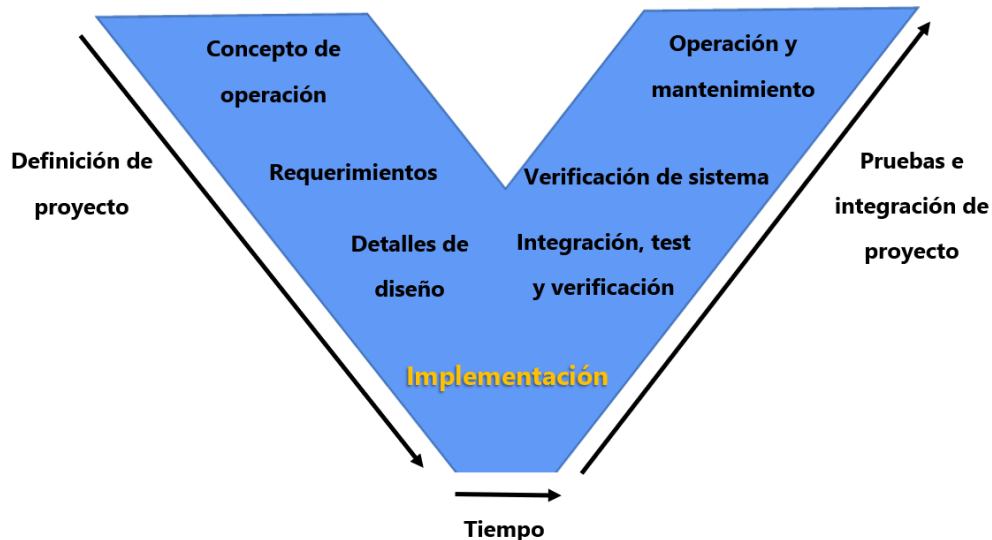 Concepto de
operación
Operación y
mantenimiento
Definición de
proyecto
Requerimientos
Verificación de sistema
Pruebas e
integración de
proyecto
Detalles de
diseño
Integración, test
y verificación
Implementación
Tiempo